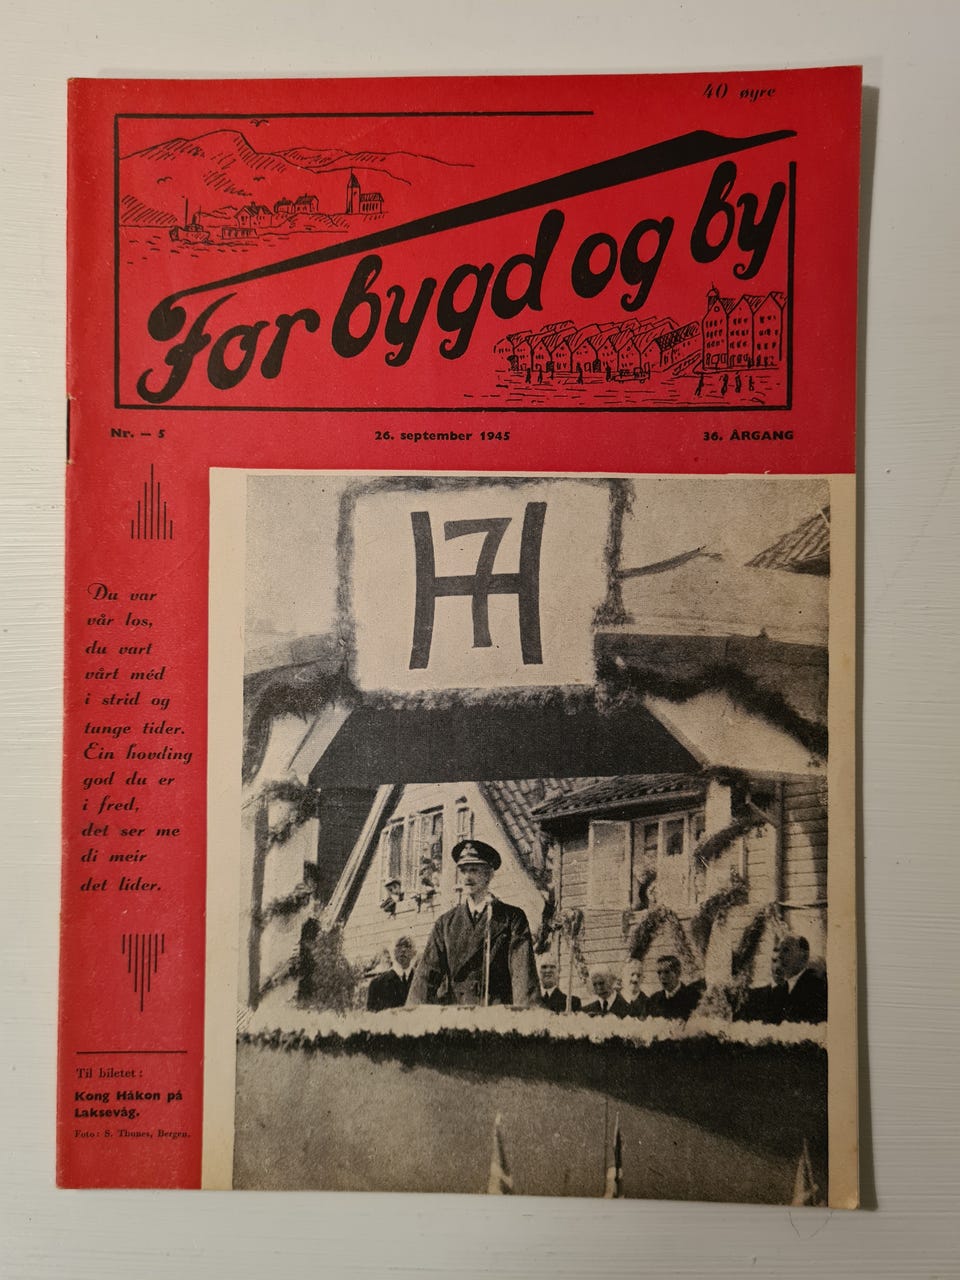 40 øyre
For bygd og by
Nr. — 5 26. september 1945 36. ÅRGANG
H7
Du var
vår los,
du vart
vårt méd
i strid og
tunge tider.
Ein hovding
god du er
i fred,
det ser me
di meir
det lider.
Til biletet:
Kong Håkon på
Laksevåg.
Foto: S. Thunes, Bergen.